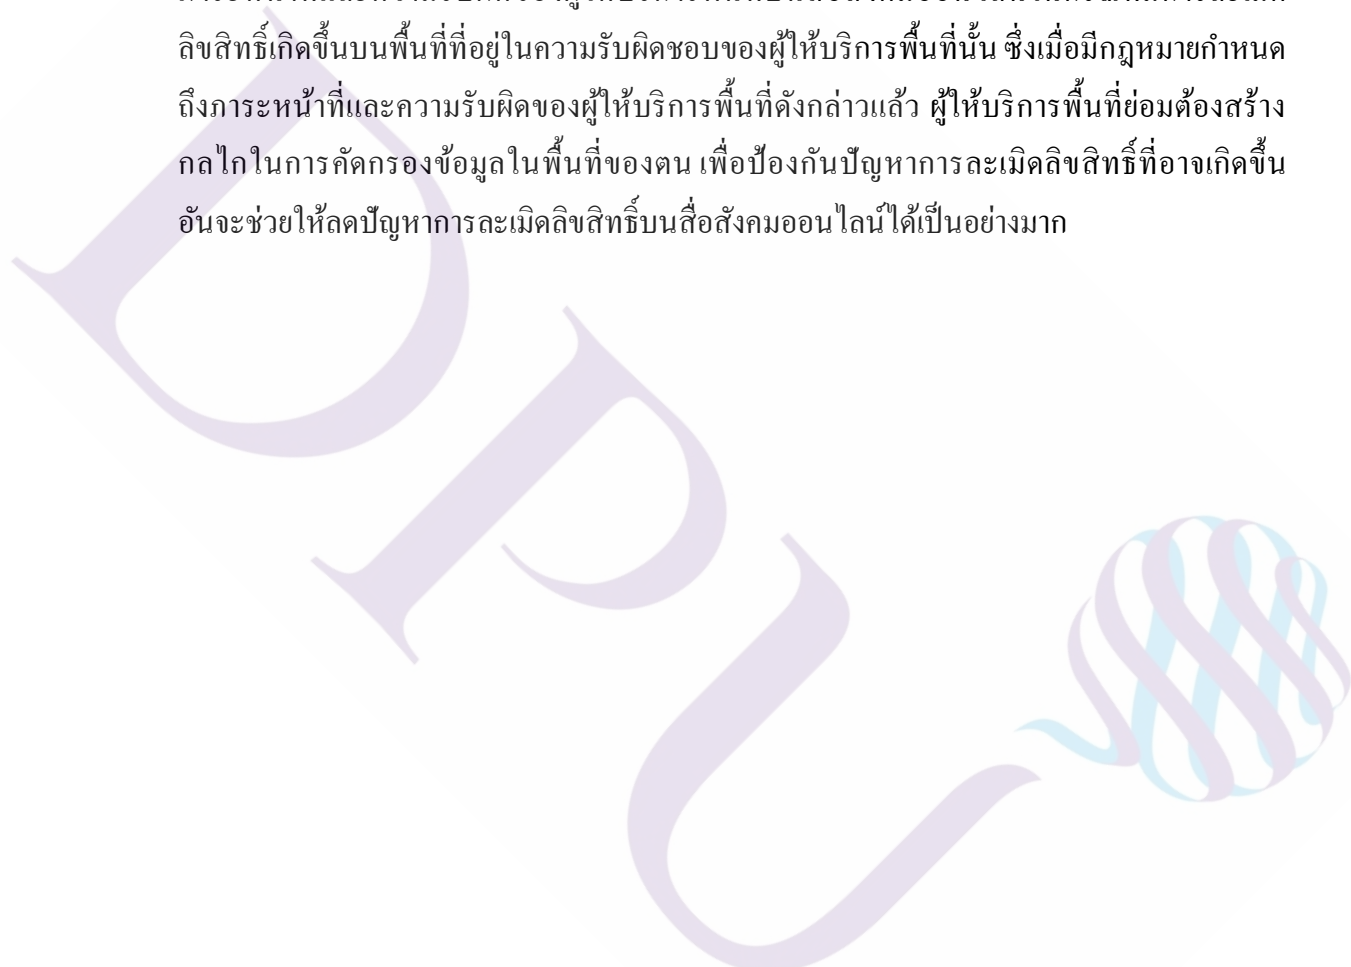 ลิขสิทธิ์เกิดขึ้นบนพื้นที่ที่อยู่ในความรับผิดชอบของผู้ให้บริการพื้นที่นั้น ซึ่งเมื่อมีกฎหมายกำหนด
ถึงภาระหน้าที่และความรับผิดของผู้ให้บริการพื้นที่ดังกล่าวแล้ว ผู้ให้บริการพื้นที่ย่อมต้องสร้าง
กลไกในการคัดกรองข้อมูลในพื้นที่ของตน เพื่อป้องกันปัญหาการละเมิดลิขสิทธิ์ที่อาจเกิดขึ้น
อันจะช่วยให้ลดปัญหาการละเมิดลิขสิทธิ์บนสื่อสังคมออนไลน์ได้เป็นอย่างมาก
DPU